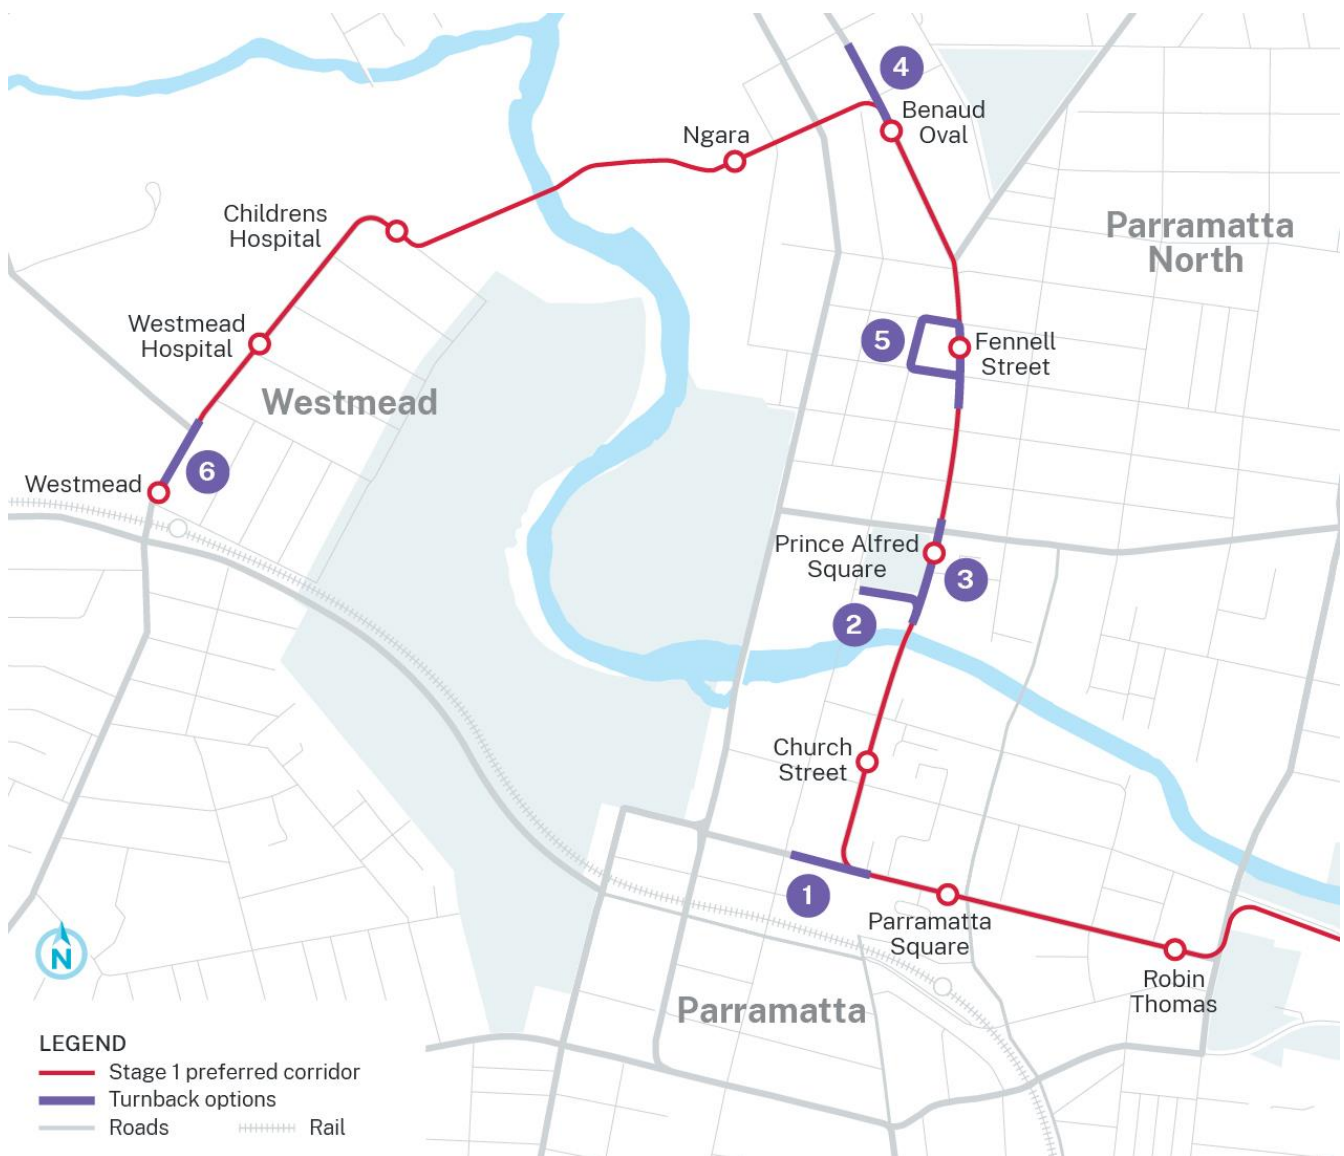 4
Benaud
Oval
Ngara
Childrens
Hospital
Parramatta
North
Westmead
Hospital
5
Fennell
Street
Westmead
6
Westmead
Prince Alfred
Square
3
2
Church
Street
1
Parramatta
Square
Robin
Thomas
Parramatta
N
LEGEND
Stage 1 preferred corridor
Turnback options
Roads
Rail